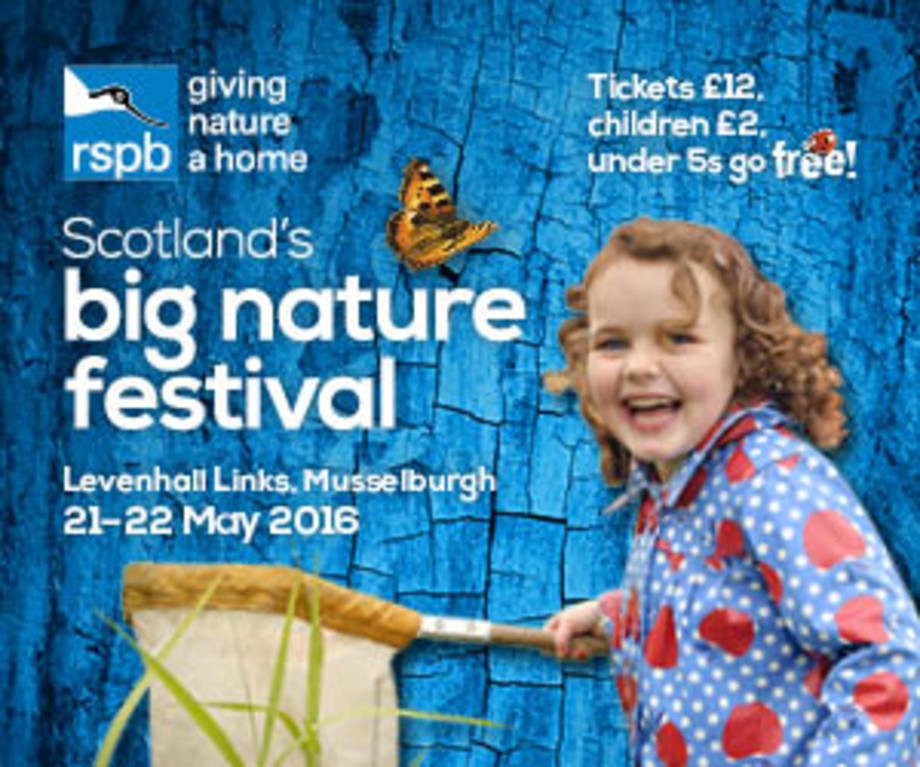 rspb
giving
nature
a home
Tickets £12,
children £2,
under 5s go free!
Scotland's
big nature
festival
Levenhall Links, Musselburgh
21–22 May 2016